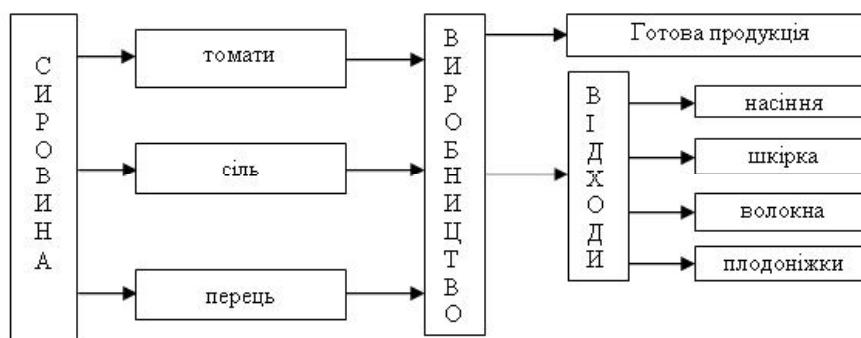 СИРОВИНА
томати
сіль
перець
ВИРОБНИЦТВО
Готова продукція
ВІДХОДИ
насіння
шкірка
волокна
плодоніжки